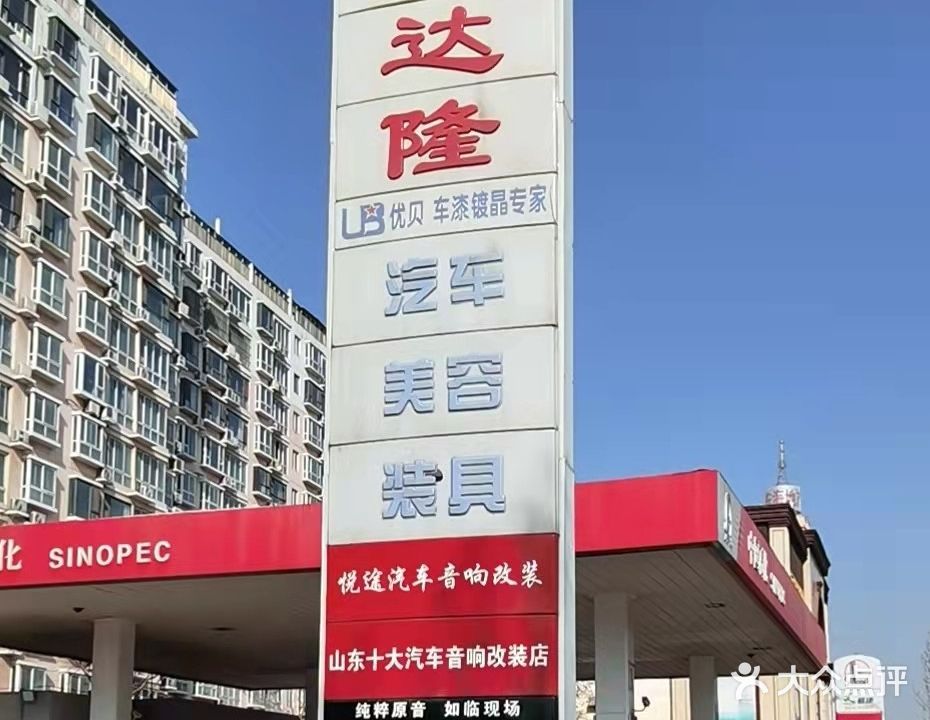 达
隆
UB 优贝 车漆镀晶专家
汽车
美容
装具
化 SINOPEC
悦途汽车音响改装
山东十大汽车音响改装店
纯粹原音 如临现场
大众点评